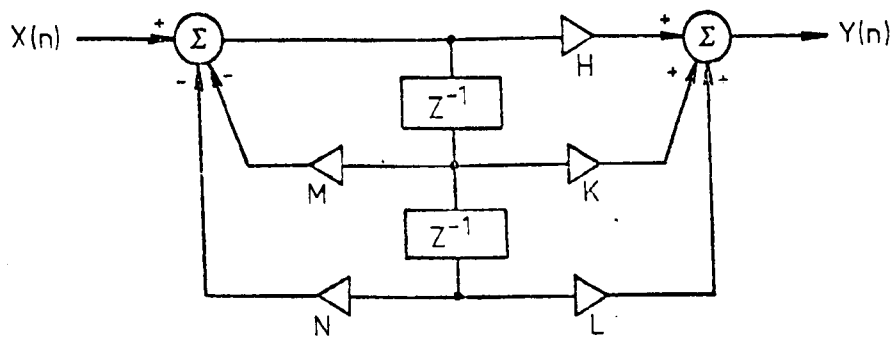 X(n)
+
Σ
-
-
H
+
Σ
+
+
Y(n)
Z⁻¹
M
K
Z⁻¹
N
L